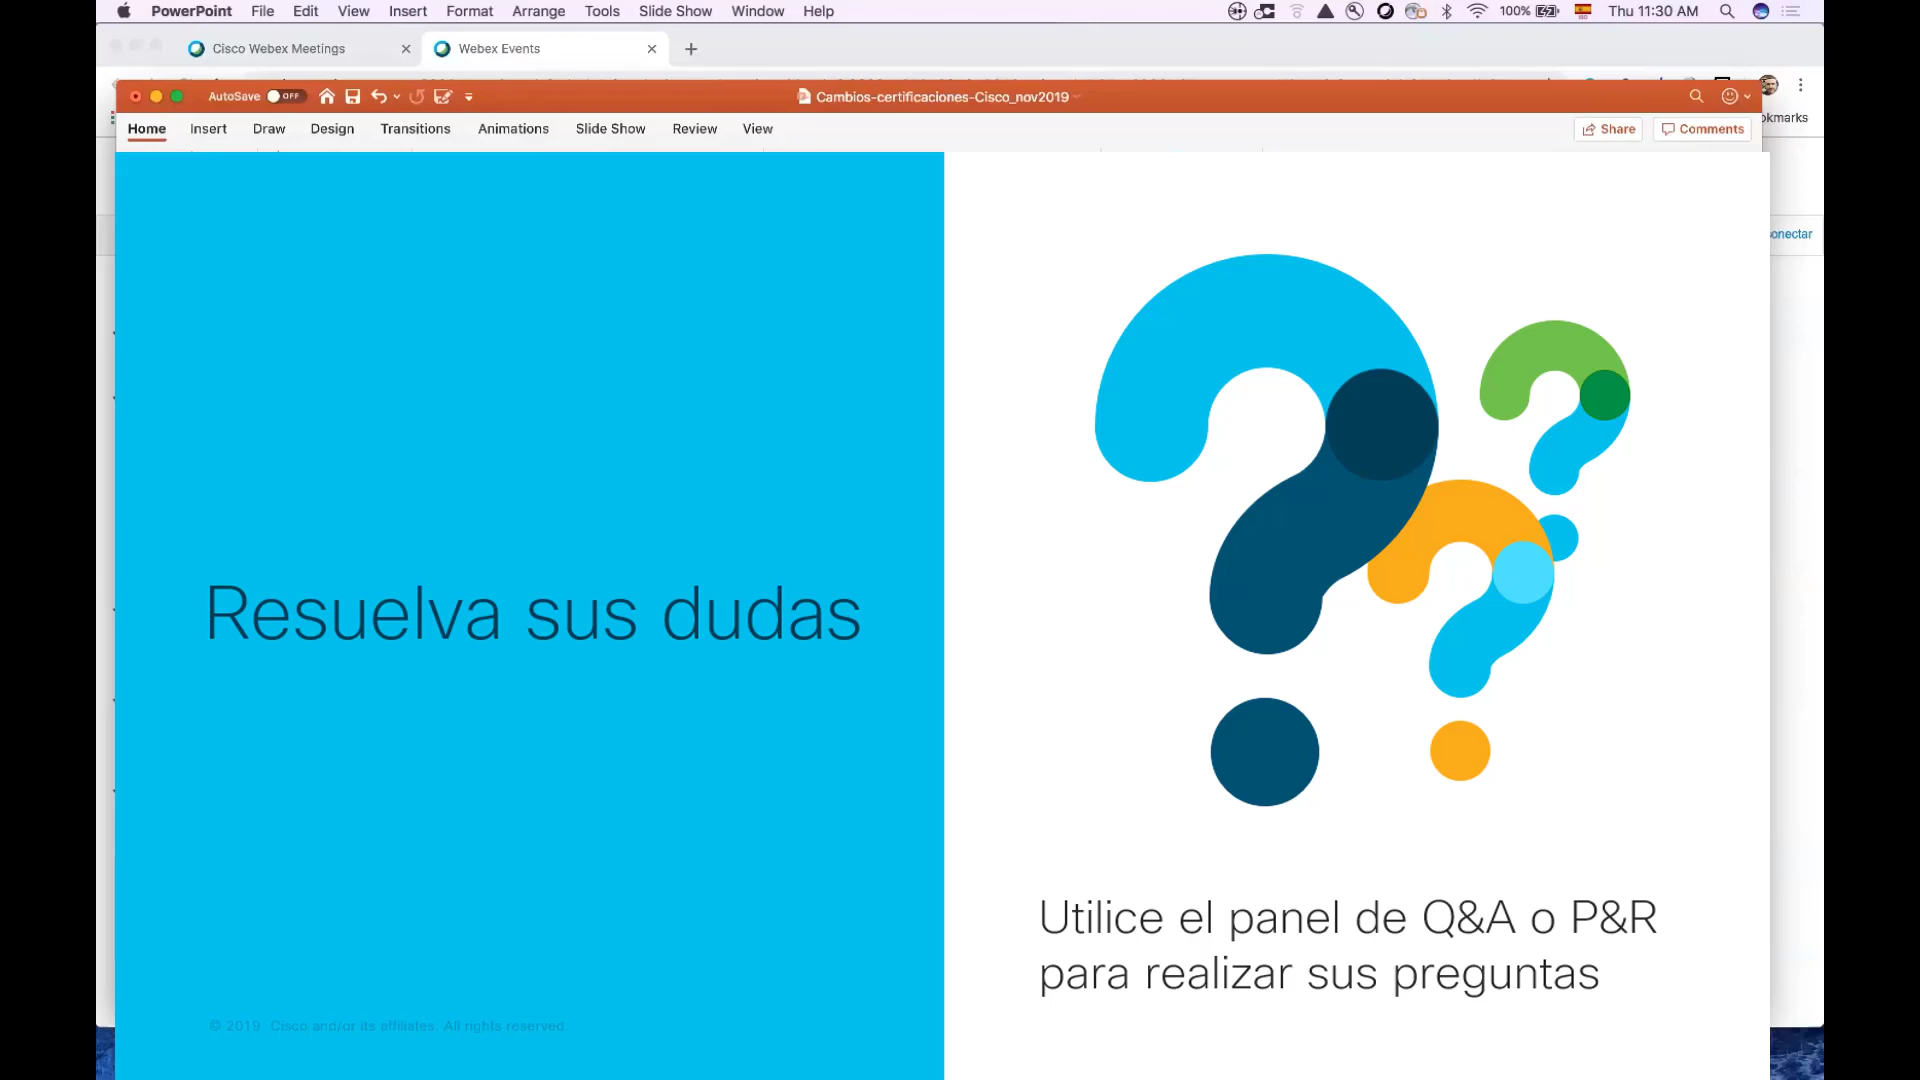 PowerPoint File Edit View Insert Format Arrange Tools Slide Show Window Help 100% Thu 11:30 AM
Cisco Webex Meetings Webex Events
AutoSave OFF Cambios-certificaciones-Cisco_nov2019
okmarks
Home Insert Draw Design Transitions Animations Slide Show Review View Share Comments
conectar
Resuelva sus dudas
Utilice el panel de Q&A o P&R
para realizar sus preguntas
© 2019 Cisco and/or its affiliates. All rights reserved.